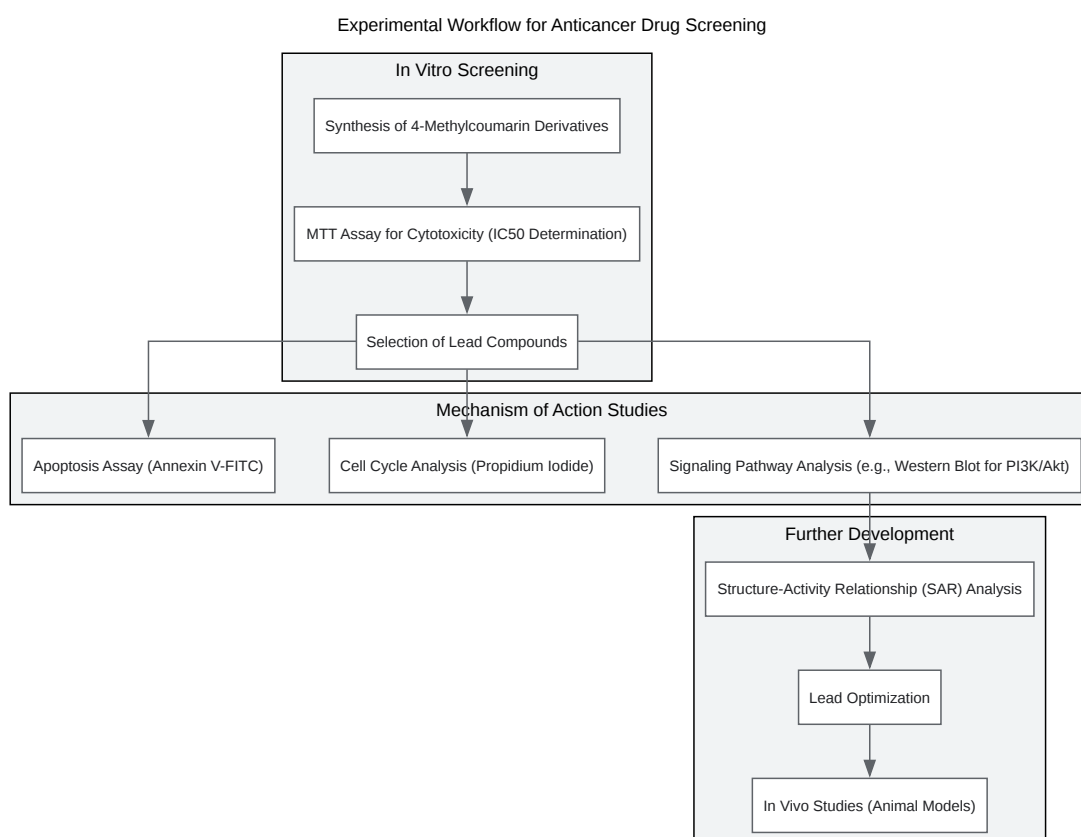 Experimental Workflow for Anticancer Drug Screening
In Vitro Screening
Synthesis of 4-Methylcoumarin Derivatives
MTT Assay for Cytotoxicity (IC50 Determination)
Selection of Lead Compounds
Mechanism of Action Studies
Apoptosis Assay (Annexin V-FITC)
Cell Cycle Analysis (Propidium Iodide)
Signaling Pathway Analysis (e.g., Western Blot for PI3K/Akt)
Further Development
Structure-Activity Relationship (SAR) Analysis
Lead Optimization
In Vivo Studies (Animal Models)